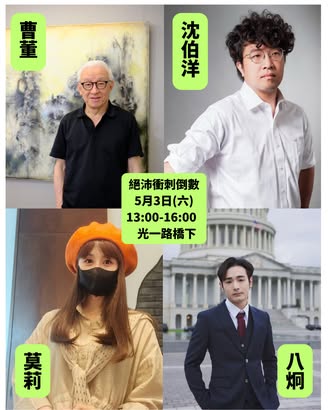 曹董
沈伯洋
絕沛衝刺倒數
5月3日(六)
13:00-16:00
光一路橋下
莫莉
八炯